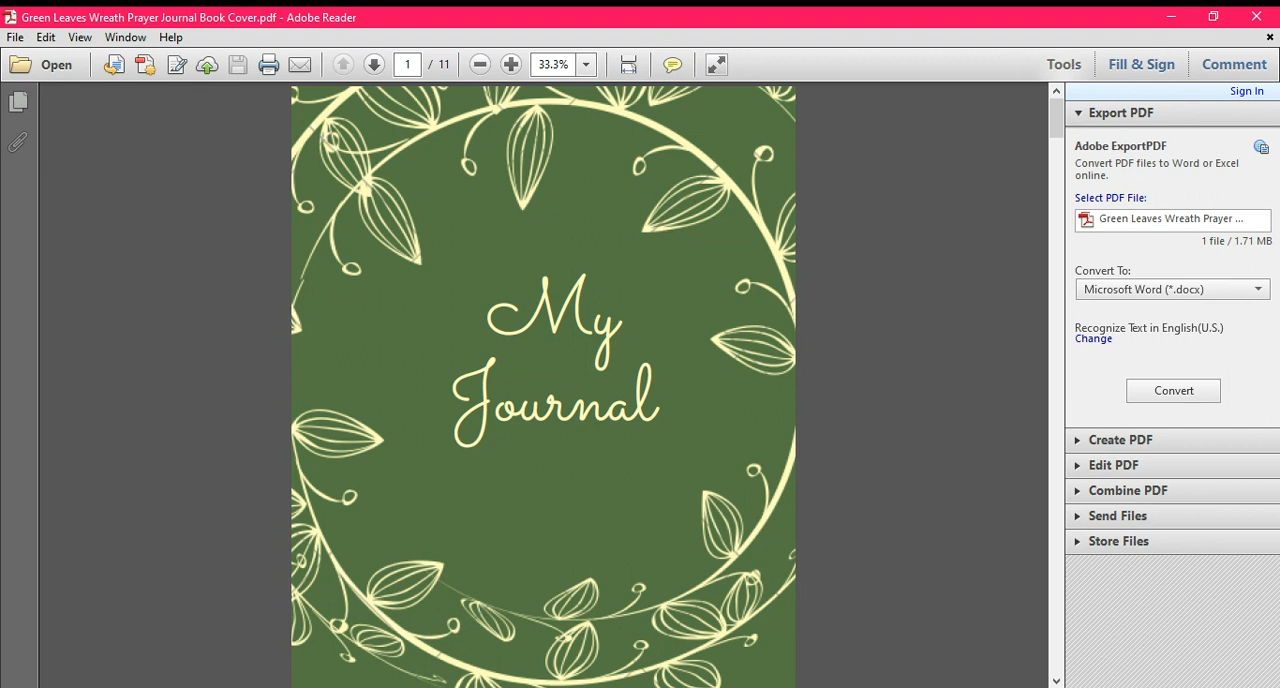 Green Leaves Wreath Prayer Journal Book Cover.pdf - Adobe Reader
File Edit View Window Help
Open 1 / 11 33.3% Tools Fill & Sign Comment
Sign In
Export PDF
Adobe ExportPDF
Convert PDF files to Word or Excel
online.
Select PDF File:
Green Leaves Wreath Prayer ...
1 file / 1.71 MB
Convert To:
Microsoft Word (*.docx)
Recognize Text in English(U.S.)
Change
Convert
Create PDF
Edit PDF
Combine PDF
Send Files
Store Files
My
Journal